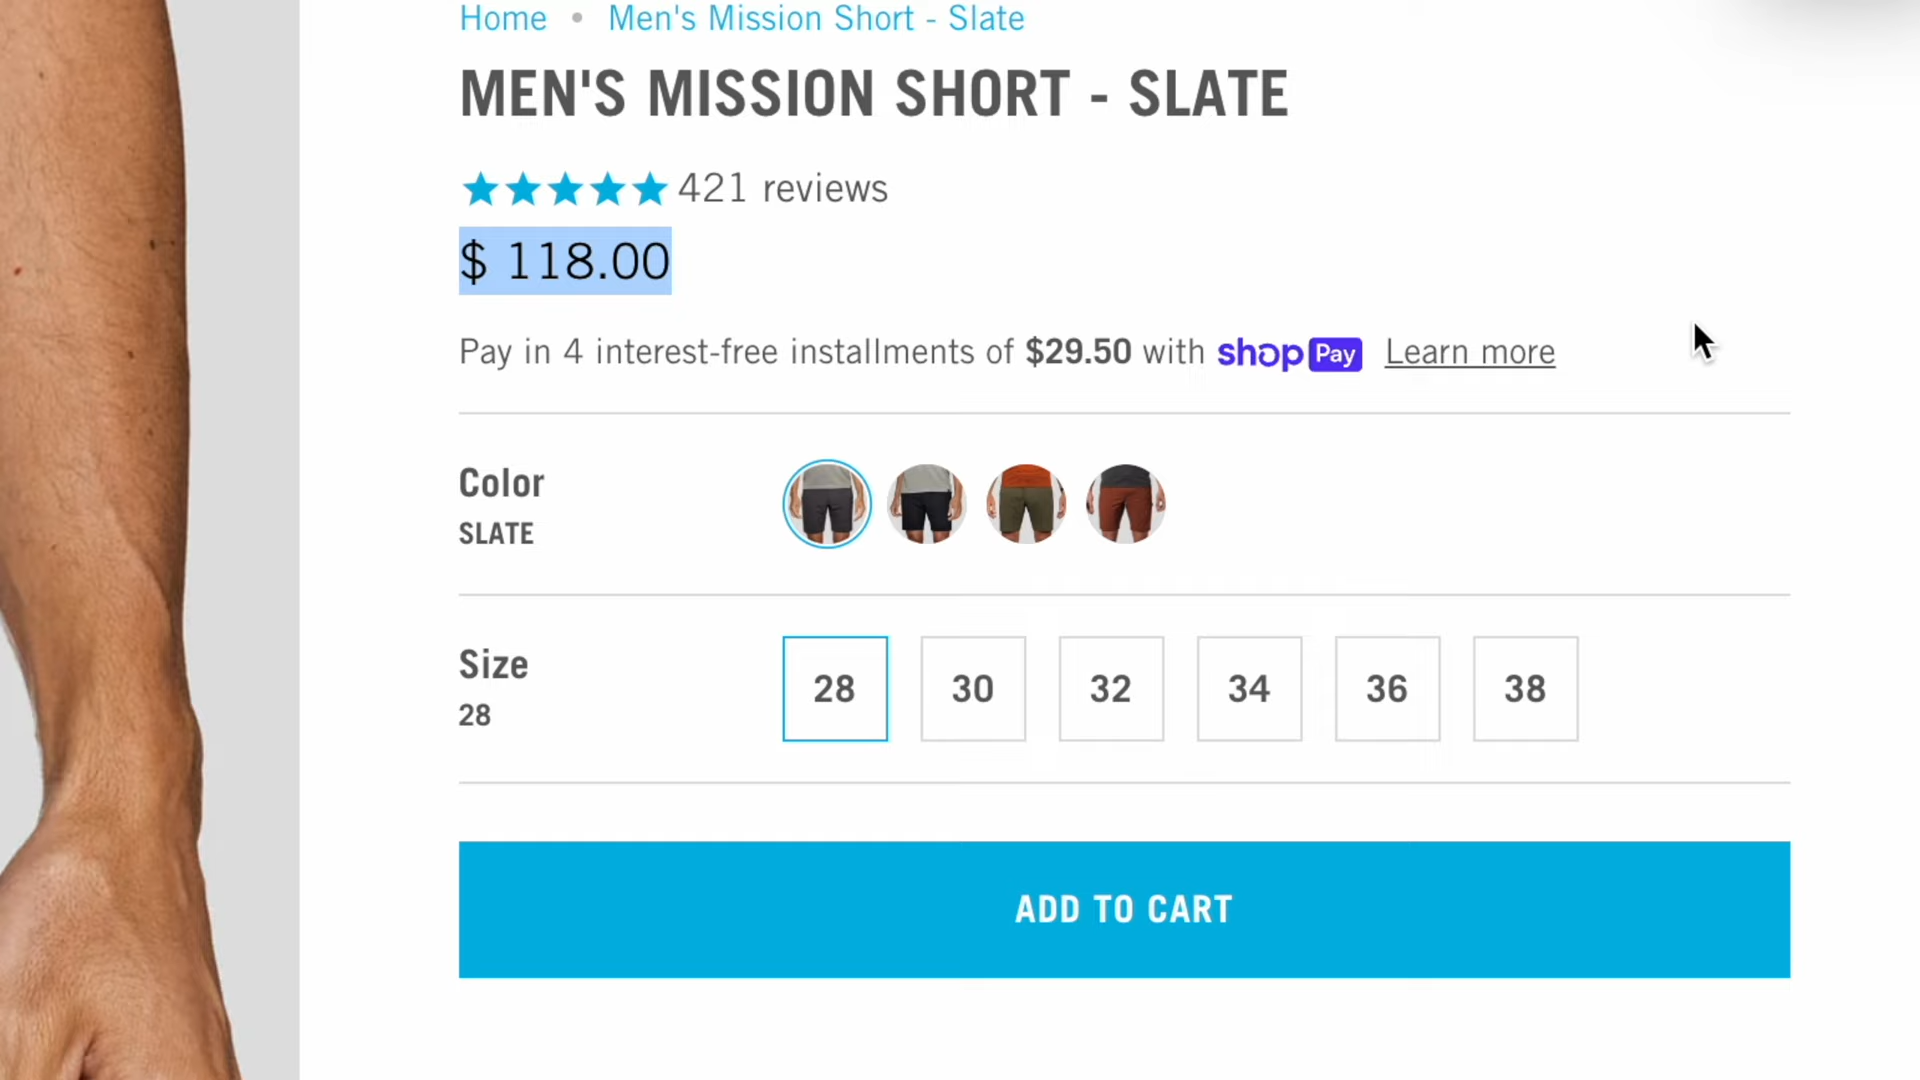 Home • Men's Mission Short - Slate
MEN'S MISSION SHORT - SLATE
421 reviews
$ 118.00
Pay in 4 interest-free installments of $29.50 with shop Pay Learn more
Color
SLATE
Size
28
28 30 32 34 36 38
ADD TO CART